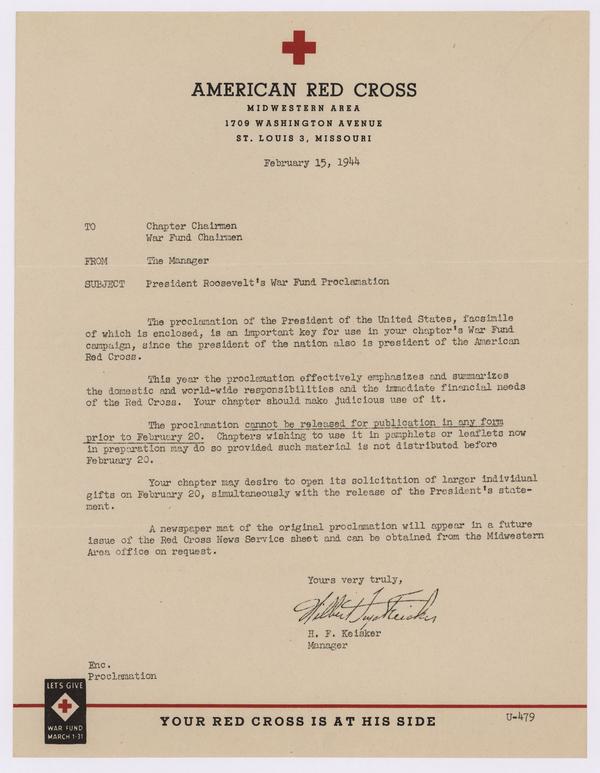 AMERICAN RED CROSS
MIDWESTERN AREA
1709 WASHINGTON AVENUE
ST. LOUIS 3, MISSOURI
February 15, 1944
TO Chapter Chairmen
War Fund Chairmen
FROM The Manager
SUBJECT President Roosevelt's War Fund Proclamation
The proclamation of the President of the United States, facsimile
of which is enclosed, is an important key for use in your chapter's War Fund
campaign, since the president of the nation also is president of the American
Red Cross.
This year the proclamation effectively emphasizes and summarizes
the domestic and world-wide responsibilities and the immediate financial needs
of the Red Cross. Your chapter should make judicious use of it.
The proclamation cannot be released for publication in any form
prior to February 20. Chapters wishing to use it in pamphlets or leaflets now
in preparation may do so provided such material is not distributed before
February 20.
Your chapter may desire to open its solicitation of larger individual
gifts on February 20, simultaneously with the release of the President's state-
ment.
A newspaper mat of the original proclamation will appear in a future
issue of the Red Cross News Service sheet and can be obtained from the Midwestern
Area office on request.
Yours very truly,
H. F. Keisker
Manager
Enc.
Proclamation
LET'S GIVE
WAR FUND
MARCH 1-31
YOUR RED CROSS IS AT HIS SIDE
U-479